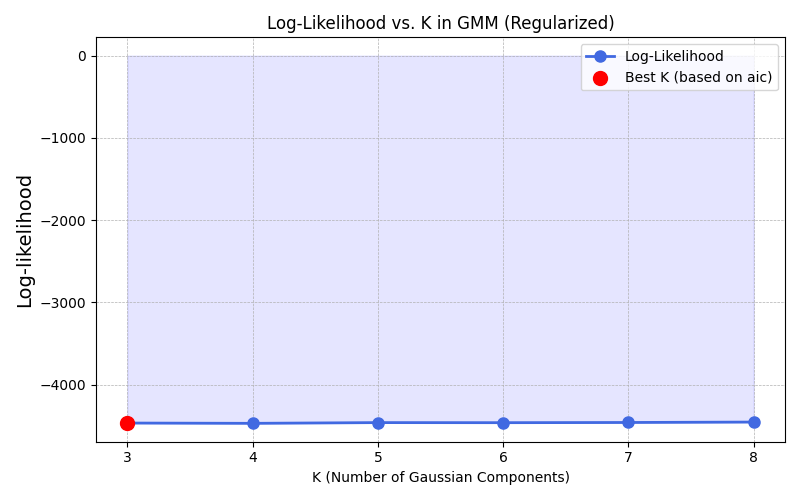 Log-Likelihood vs. K in GMM (Regularized)
Log-Likelihood
Best K (based on aic)
Log-likelihood
0
−1000
−2000
−3000
−4000
3 4 5 6 7 8
K (Number of Gaussian Components)